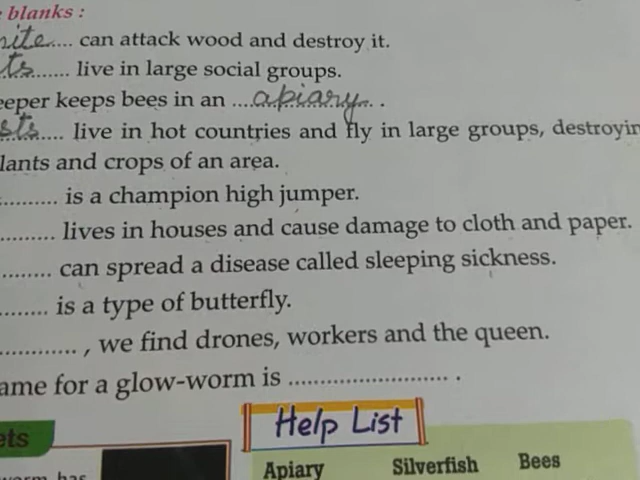 blanks :
ite.... can attack wood and destroy it.
ts....... live in large social groups.
eeper keeps bees in an ....apiary... .
sts.... live in hot countries and fly in large groups, destroyin
lants and crops of an area.
.......... is a champion high jumper.
.......... lives in houses and cause damage to cloth and paper.
......... can spread a disease called sleeping sickness.
......... is a type of butterfly.
............. , we find drones, workers and the queen.
ame for a glow-worm is ............................ .
ets
Help List
worm has
Apiary Silverfish Bees